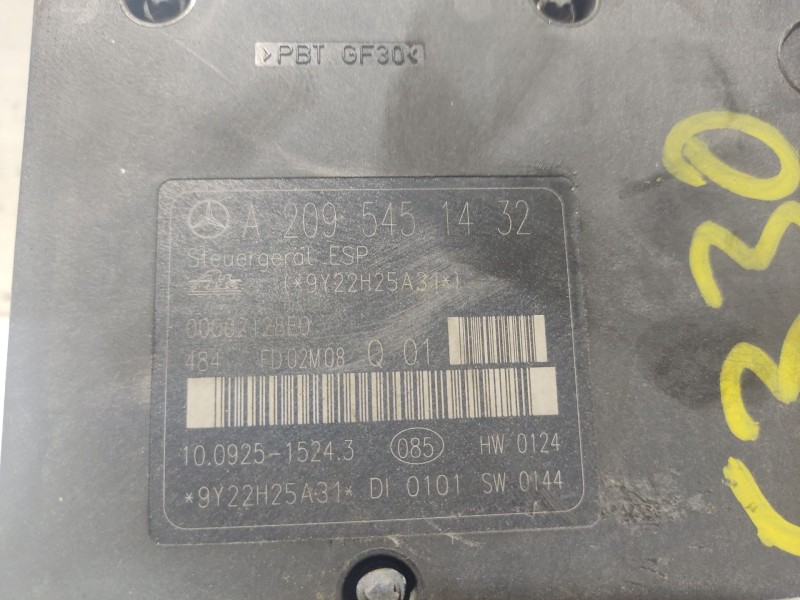 >PBT GF30<
A 209 545 14 32
Steuergerät ESP
(*9Y22H25A31*)
484 FD02M08 Q 01
10.0925-1524.3 085 HW 0124
*9Y22H25A31* DI 0101 SW 0144
C330